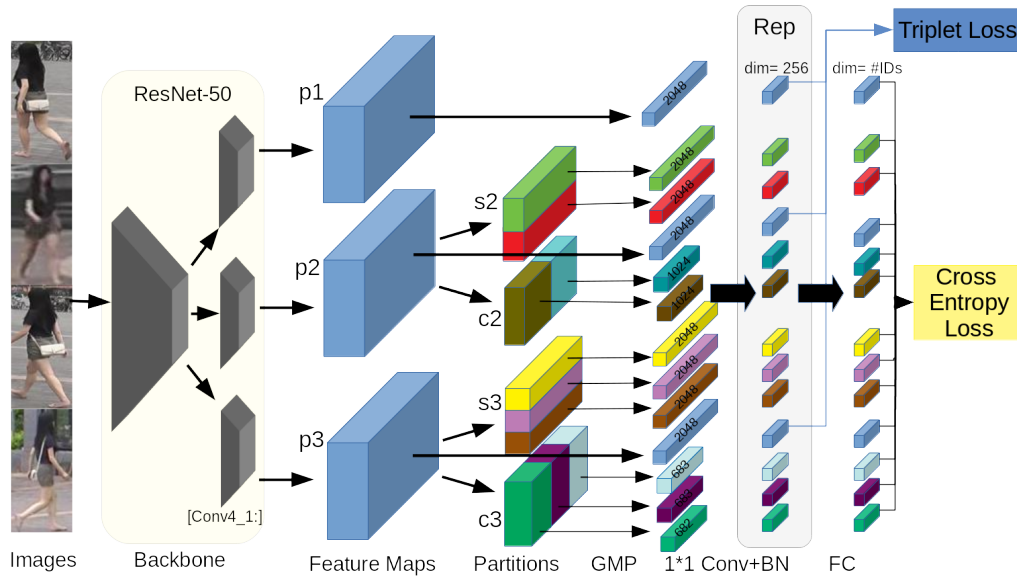 Rep
Triplet Loss
dim= 256
dim= #IDs
ResNet-50
p1
2048
2048
s2
2048
2048
p2
1024
c2
1024
Cross
Entropy
Loss
2048
2048
s3
2048
p3
2048
683
683
c3
682
[Conv4_1:]
Images
Backbone
Feature Maps
Partitions
GMP
1*1 Conv+BN
FC